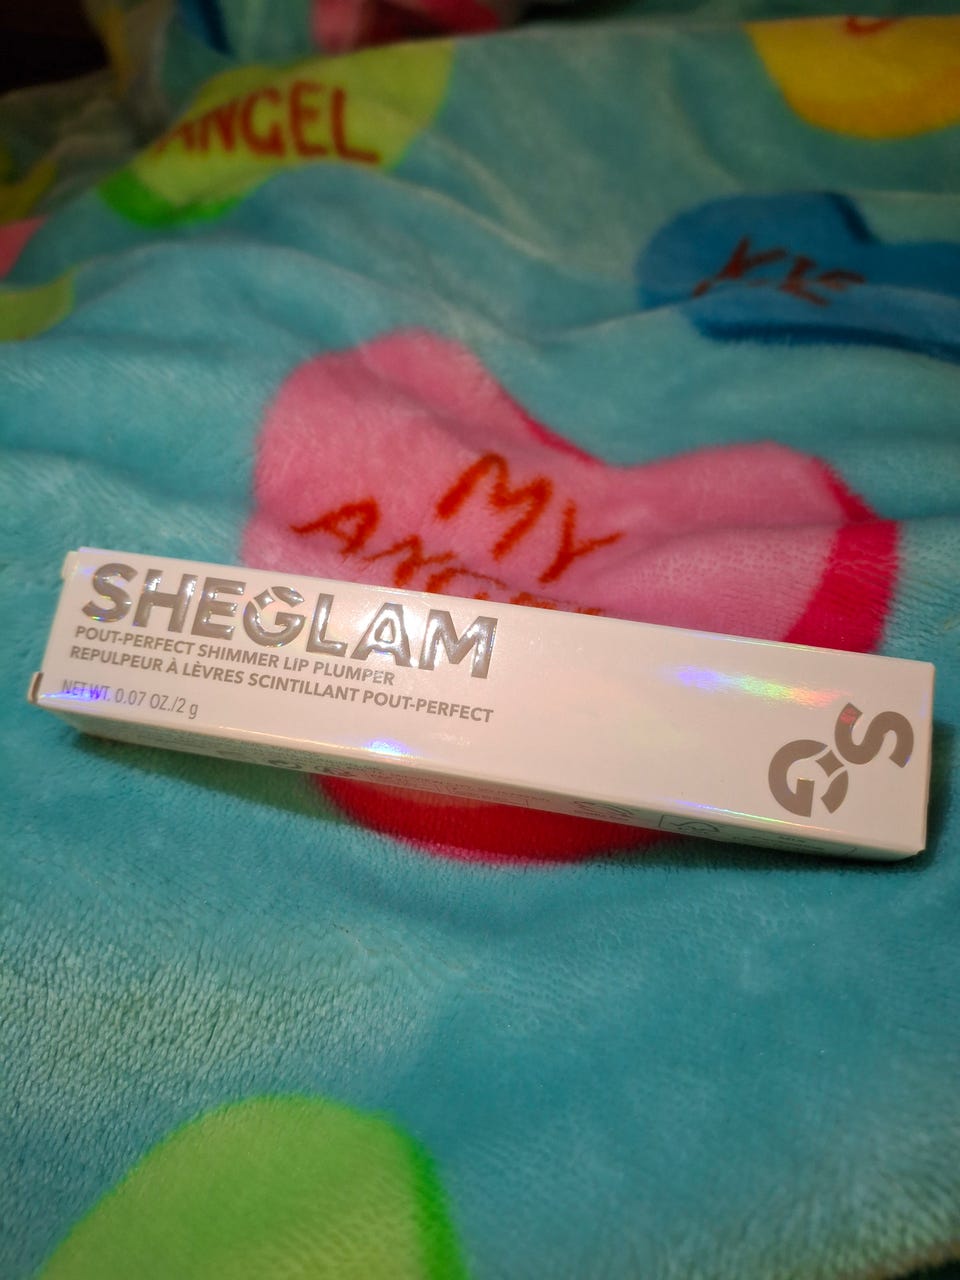 ANGEL
MY
SHEGLAM
POUT-PERFECT SHIMMER LIP PLUMPER
REPULPEUR À LÈVRES SCINTILLANT POUT-PERFECT
NET WT. 0.07 OZ./2 g
SG